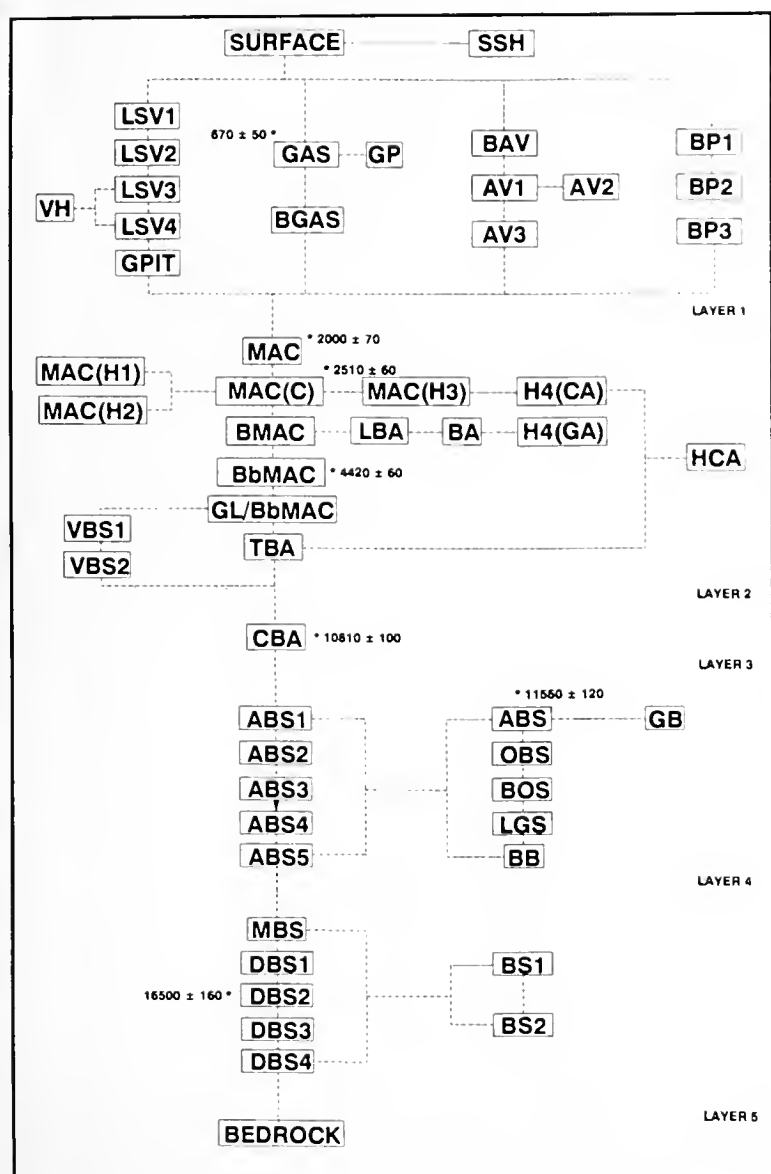 SURFACE SSH
LSV1
LSV2
LSV3
LSV4
GPIT
VH
670 ± 50 *
GAS GP
BGAS
BAV
AV1 AV2
AV3
BP1
BP2
BP3
LAYER 1
MAC * 2000 ± 70
* 2510 ± 60
MAC(H1)
MAC(H2)
MAC(C) MAC(H3) H4(CA)
BMAC LBA BA H4(GA)
HCA
BbMAC * 4420 ± 60
GL/BbMAC
VBS1
VBS2
TBA
LAYER 2
CBA * 10810 ± 100
LAYER 3
* 11550 ± 120
ABS1
ABS2
ABS3
ABS4
ABS5
ABS GB
OBS
BOS
LGS
BB
LAYER 4
MBS
DBS1
16500 ± 160 * DBS2
DBS3
DBS4
BS1
BS2
BEDROCK
LAYER 5